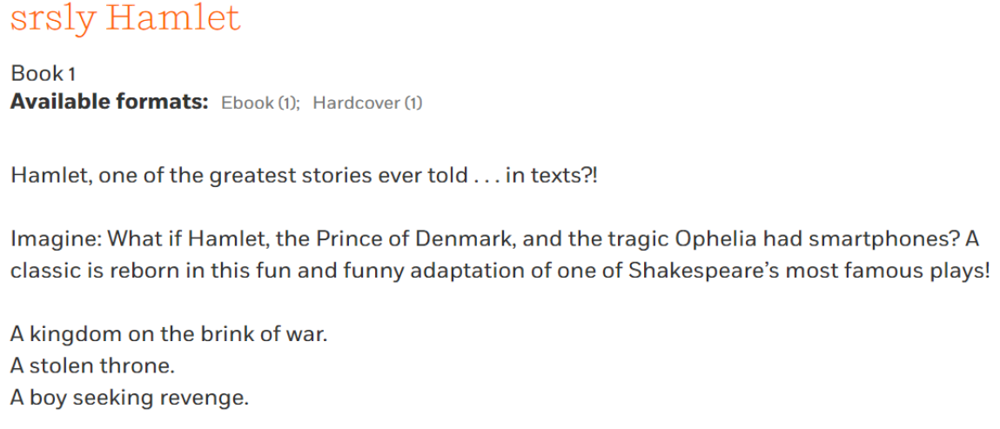 srsly Hamlet
Book 1
Available formats: Ebook (1); Hardcover (1)
Hamlet, one of the greatest stories ever told . . . in texts?!
Imagine: What if Hamlet, the Prince of Denmark, and the tragic Ophelia had smartphones? A
classic is reborn in this fun and funny adaptation of one of Shakespeare’s most famous plays!
A kingdom on the brink of war.
A stolen throne.
A boy seeking revenge.